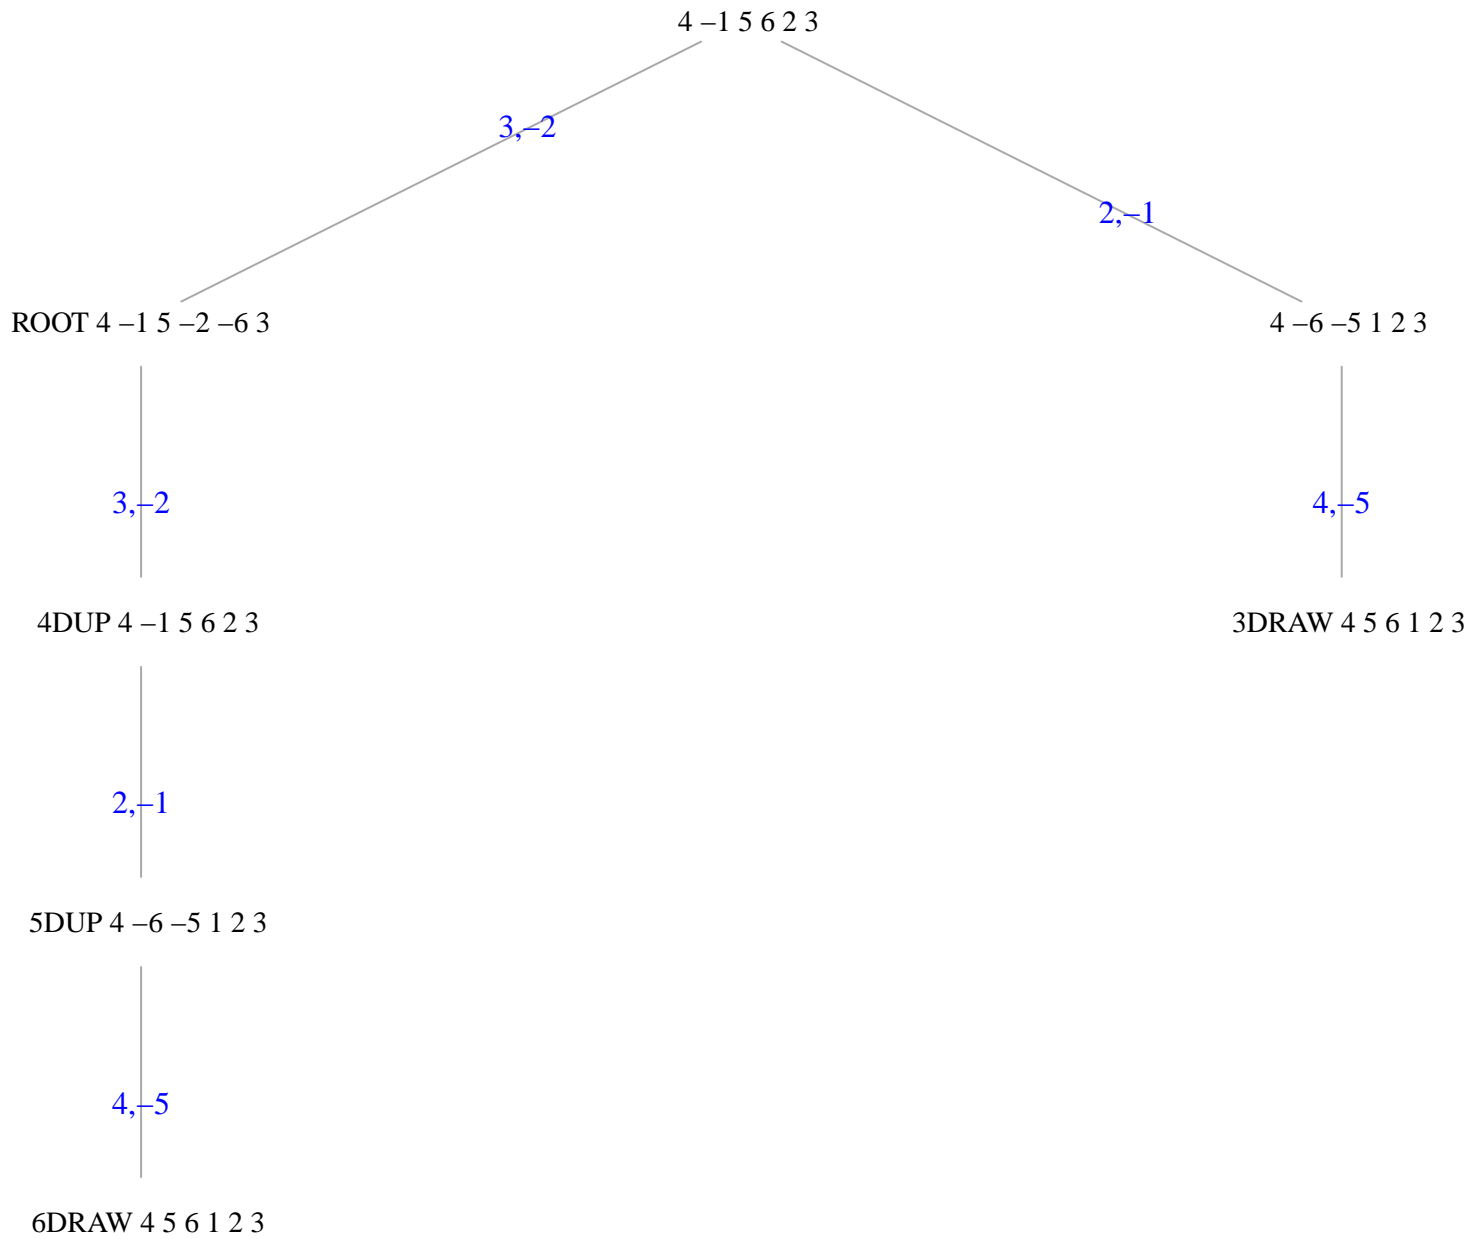 4 –1 5 6 2 3
3,–2
2,–1
ROOT 4 –1 5 –2 –6 3
4 –6 –5 1 2 3
3,–2
4,–5
4DUP 4 –1 5 6 2 3
3DRAW 4 5 6 1 2 3
2,–1
5DUP 4 –6 –5 1 2 3
4,–5
6DRAW 4 5 6 1 2 3